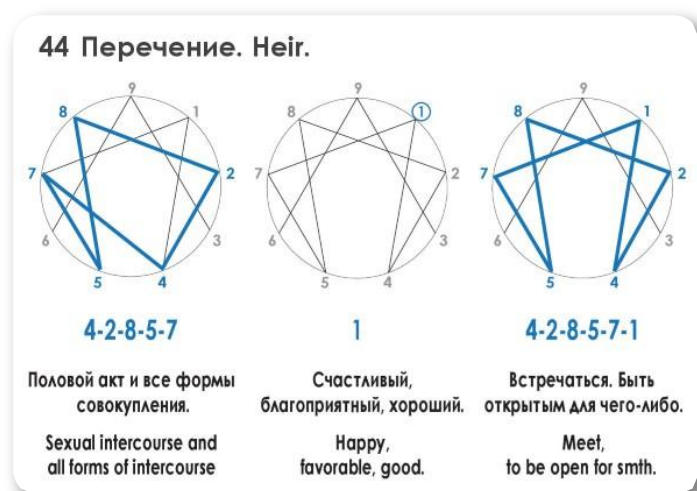 44 Перечение. Heir.
9
8
1
7
2
6
3
5
4
9
8
1
7
2
6
3
5
4
9
8
1
7
2
6
3
5
4
4-2-8-5-7
1
4-2-8-5-7-1
Половой акт и все формы
совокупления.
Sexual intercourse and
all forms of intercourse
Счастливый,
благоприятный, хороший.
Happy,
favorable, good.
Встречаться. Быть
открытым для чего-либо.
Meet,
to be open for smth.